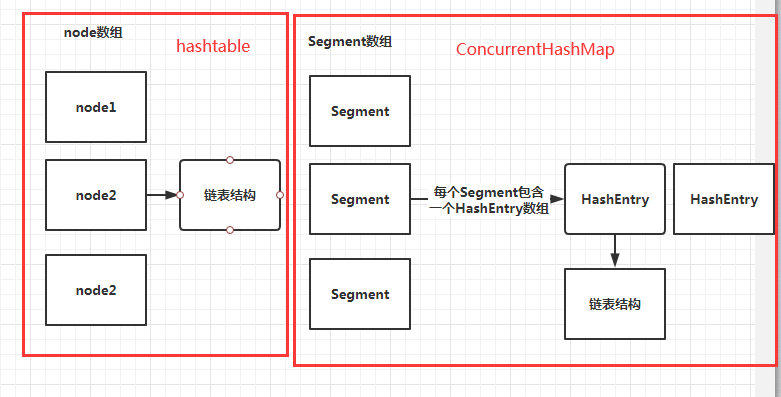 node数组
hashtable
node1
node2
链表结构
node2
Segment数组
ConcurrentHashMap
Segment
Segment
每个Segment包含
一个HashEntry数组
HashEntry
HashEntry
Segment
链表结构